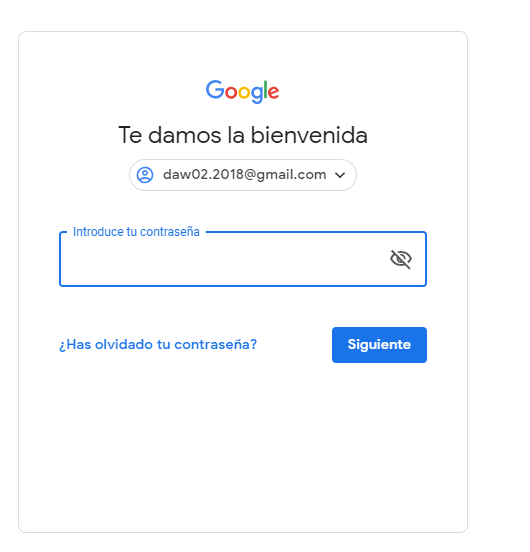 Google
Te damos la bienvenida
daw02.2018@gmail.com
Introduce tu contraseña
¿Has olvidado tu contraseña?
Siguiente